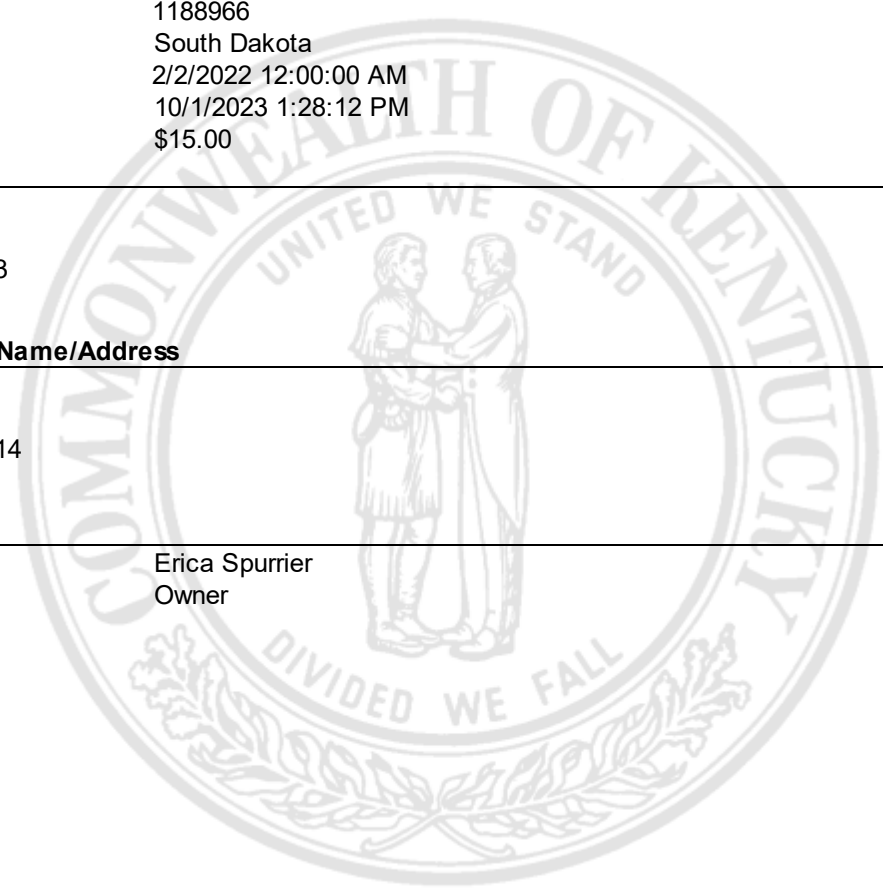 1188966
South Dakota
2/2/2022 12:00:00 AM
10/1/2023 1:28:12 PM
$15.00
3
Name/Address
14
Erica Spurrier
Owner
COMMONWEALTH OF KENTUCKY
UNITED WE STAND
DIVIDED WE FALL